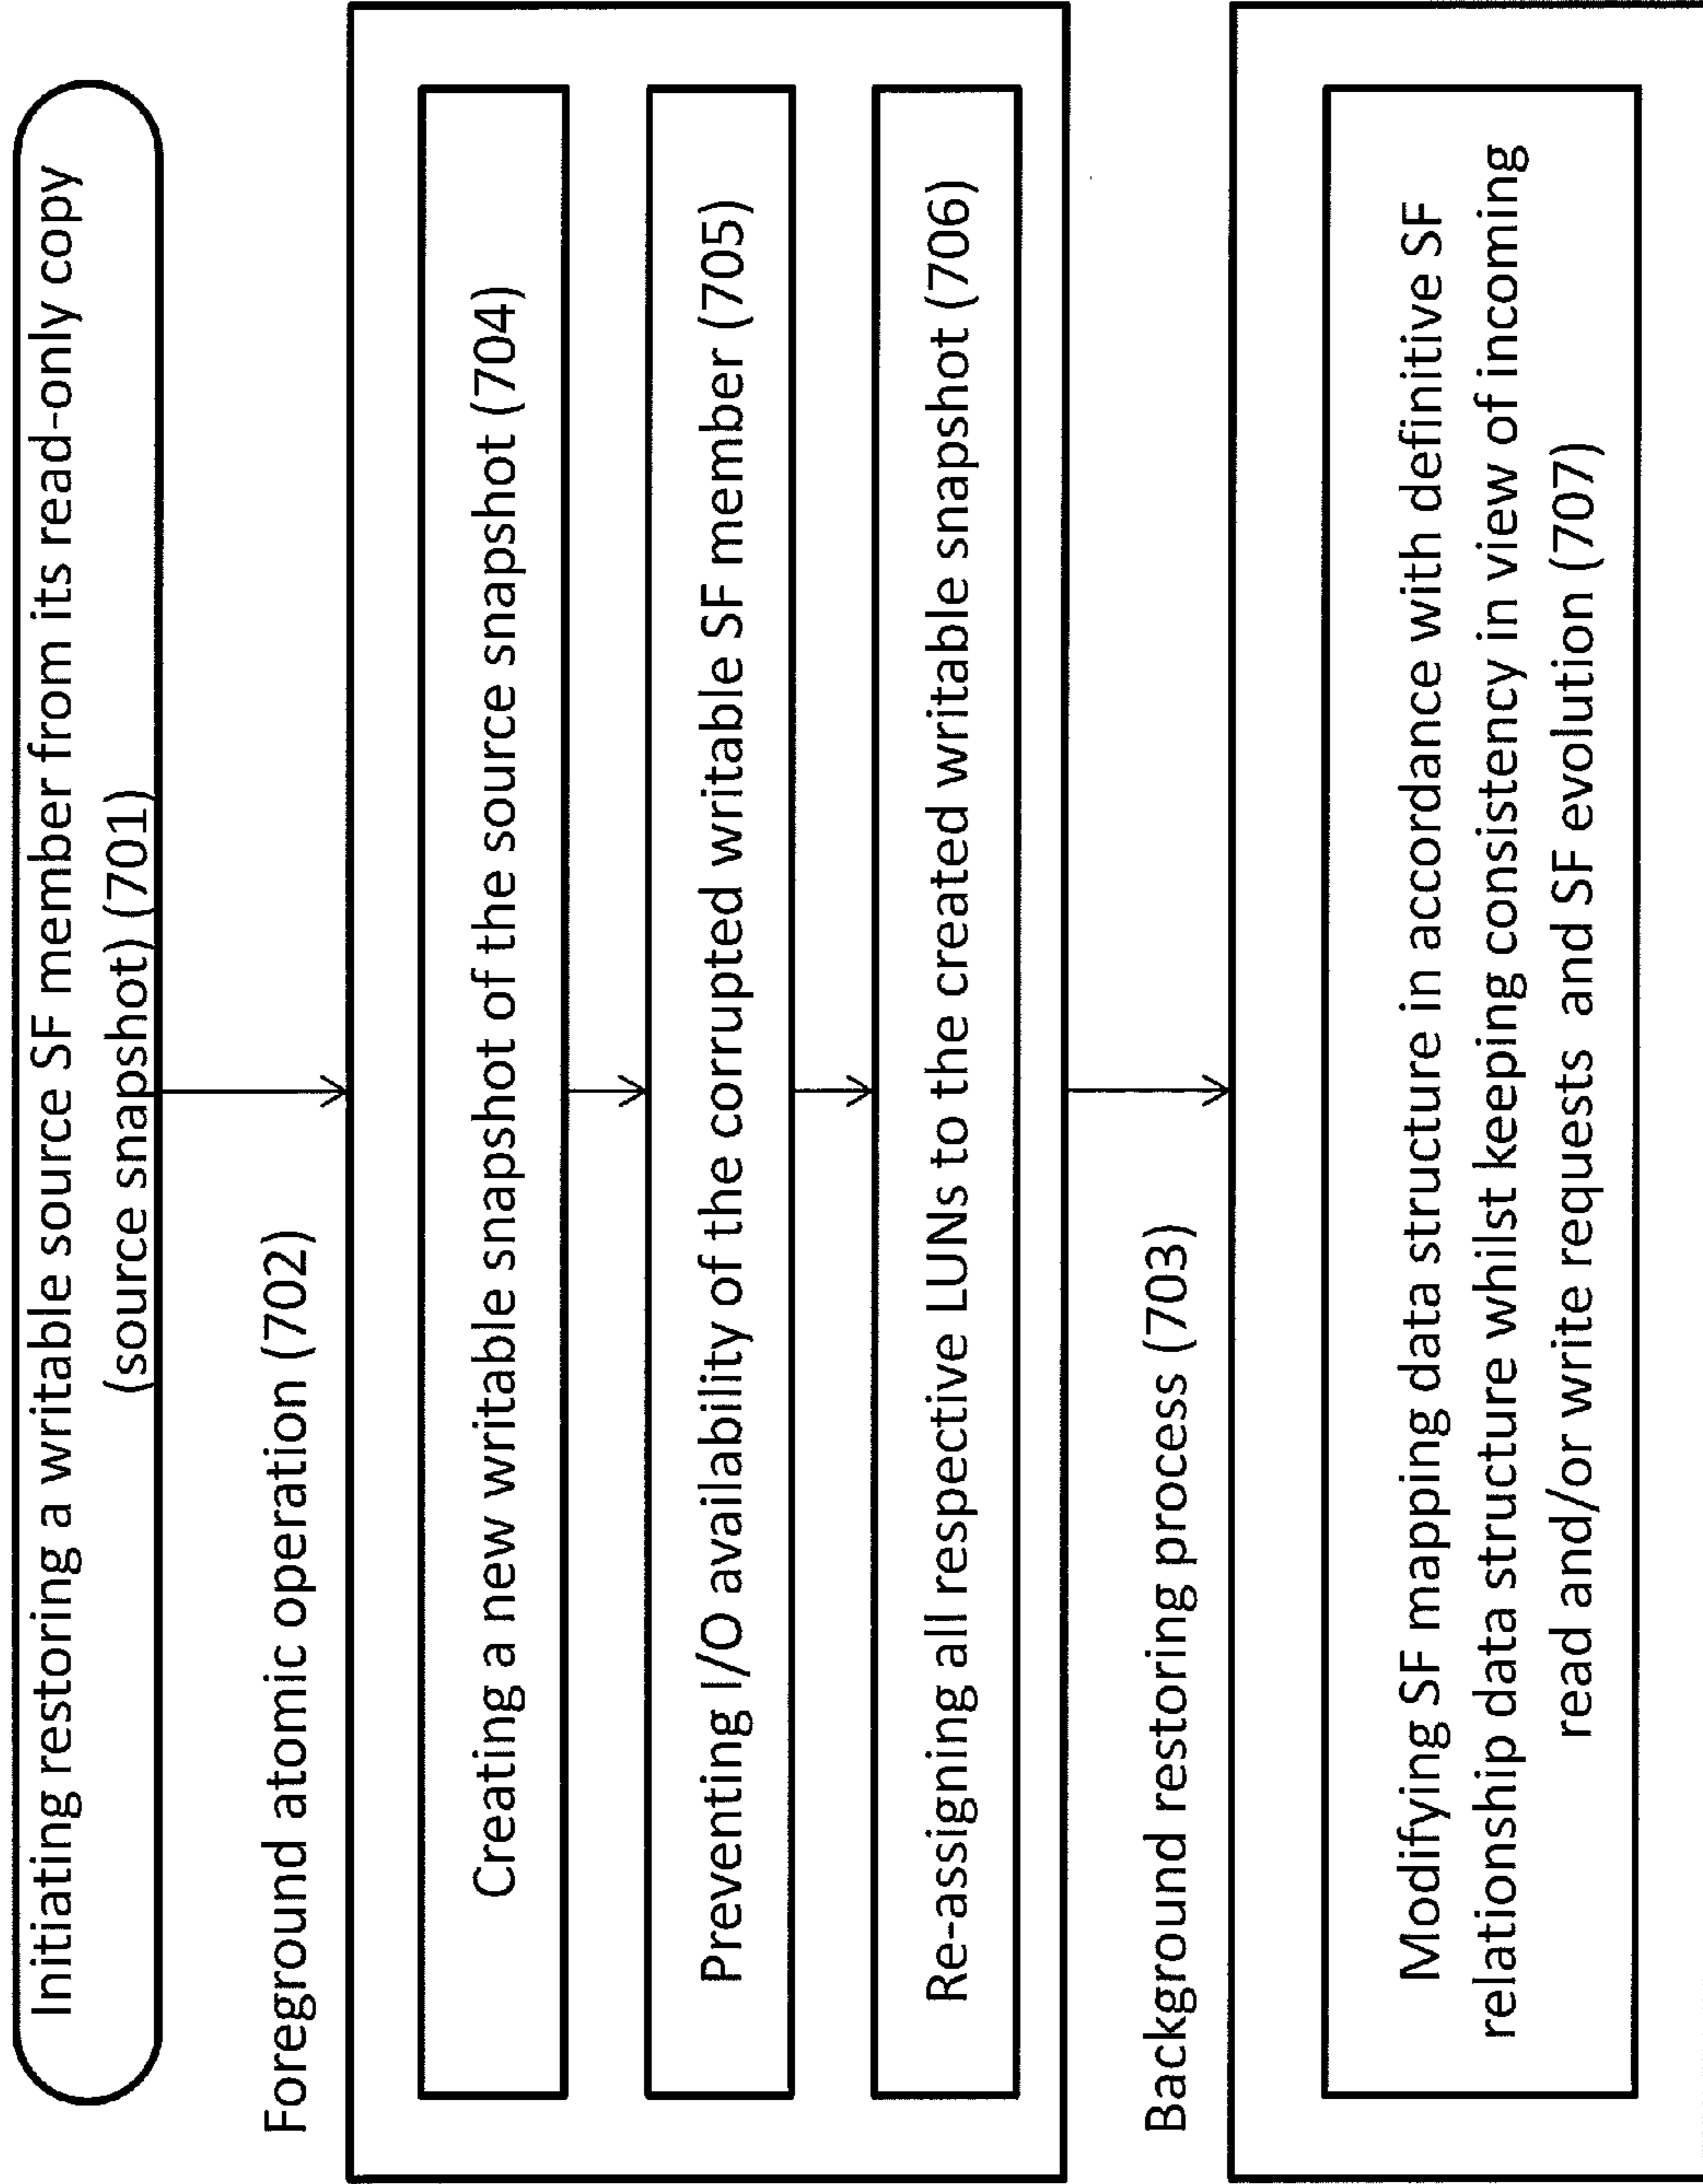 Initiating restoring a writable source SF member from its read-only copy
(source snapshot) (701)
Foreground atomic operation (702)
Creating a new writable snapshot of the source snapshot (704)
Preventing I/O availability of the corrupted writable SF member (705)
Re-assigning all respective LUNs to the created writable snapshot (706)
Background restoring process (703)
Modifying SF mapping data structure in accordance with definitive SF
relationship data structure whilst keeping consistency in view of incoming
read and/or write requests and SF evolution (707)